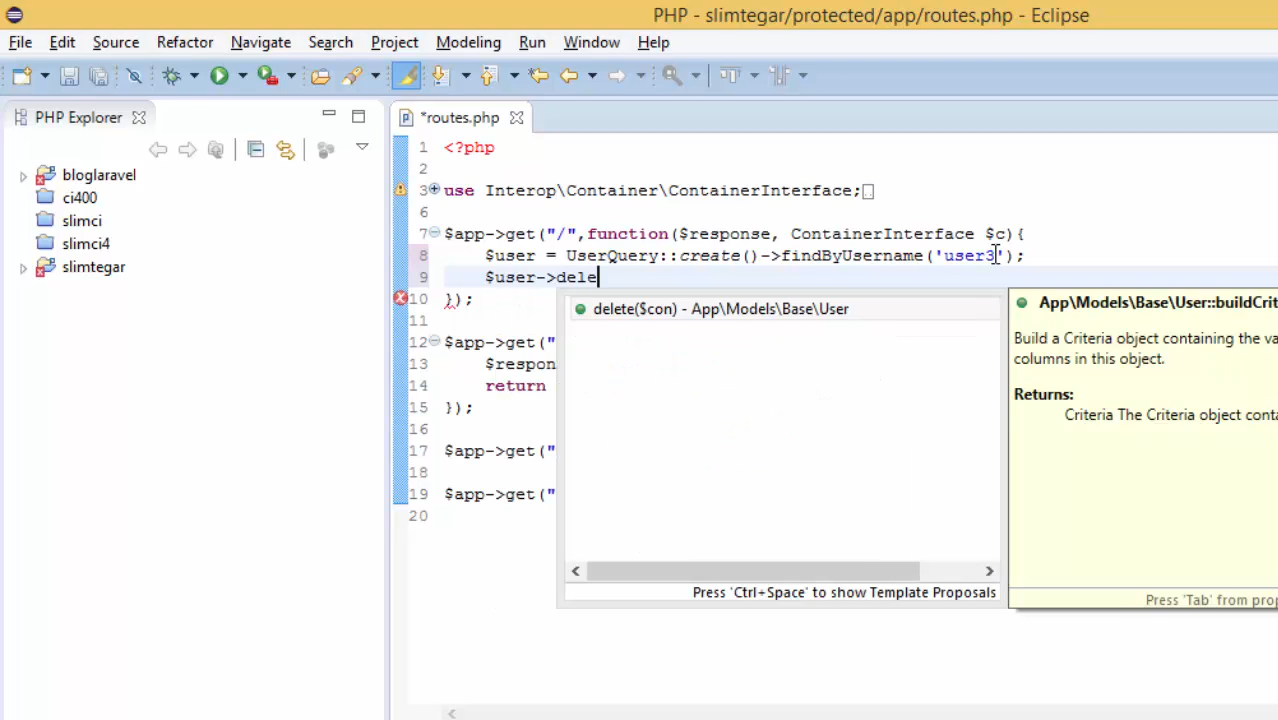 PHP - slimtegar/protected/app/routes.php - Eclipse
File Edit Source Refactor Navigate Search Project Modeling Run Window Help
PHP Explorer
*routes.php
bloglaravel
ci400
slimci
slimci4
slimtegar
1 <?php
2
3 use Interop\Container\ContainerInterface;
6
7 $app->get("/",function($response, ContainerInterface $c){
8 $user = UserQuery::create()->findByUsername('user3');
9 $user->dele
10 });
11
12 $app->get("
13 $respon
14 return
15 });
16
17 $app->get("
18
19 $app->get("
20
delete($con) - App\Models\Base\User
Press 'Ctrl+Space' to show Template Proposals
App\Models\Base\User::buildCrit
Build a Criteria object containing the va
columns in this object.
Returns:
Criteria The Criteria object conta
Press 'Tab' from prop